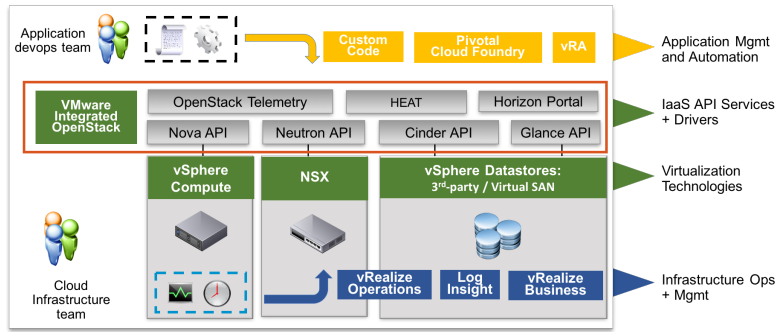 Application
devops team
Custom
Code
Pivotal
Cloud Foundry
vRA
Application Mgmt
and Automation
VMware
Integrated
OpenStack
OpenStack Telemetry
HEAT
Horizon Portal
Nova API
Neutron API
Cinder API
Glance API
IaaS API Services
+ Drivers
vSphere
Compute
NSX
vSphere Datastores:
3rd-party / Virtual SAN
Virtualization
Technologies
Cloud
Infrastructure
team
vRealize
Operations
Log
Insight
vRealize
Business
Infrastructure Ops
+ Mgmt